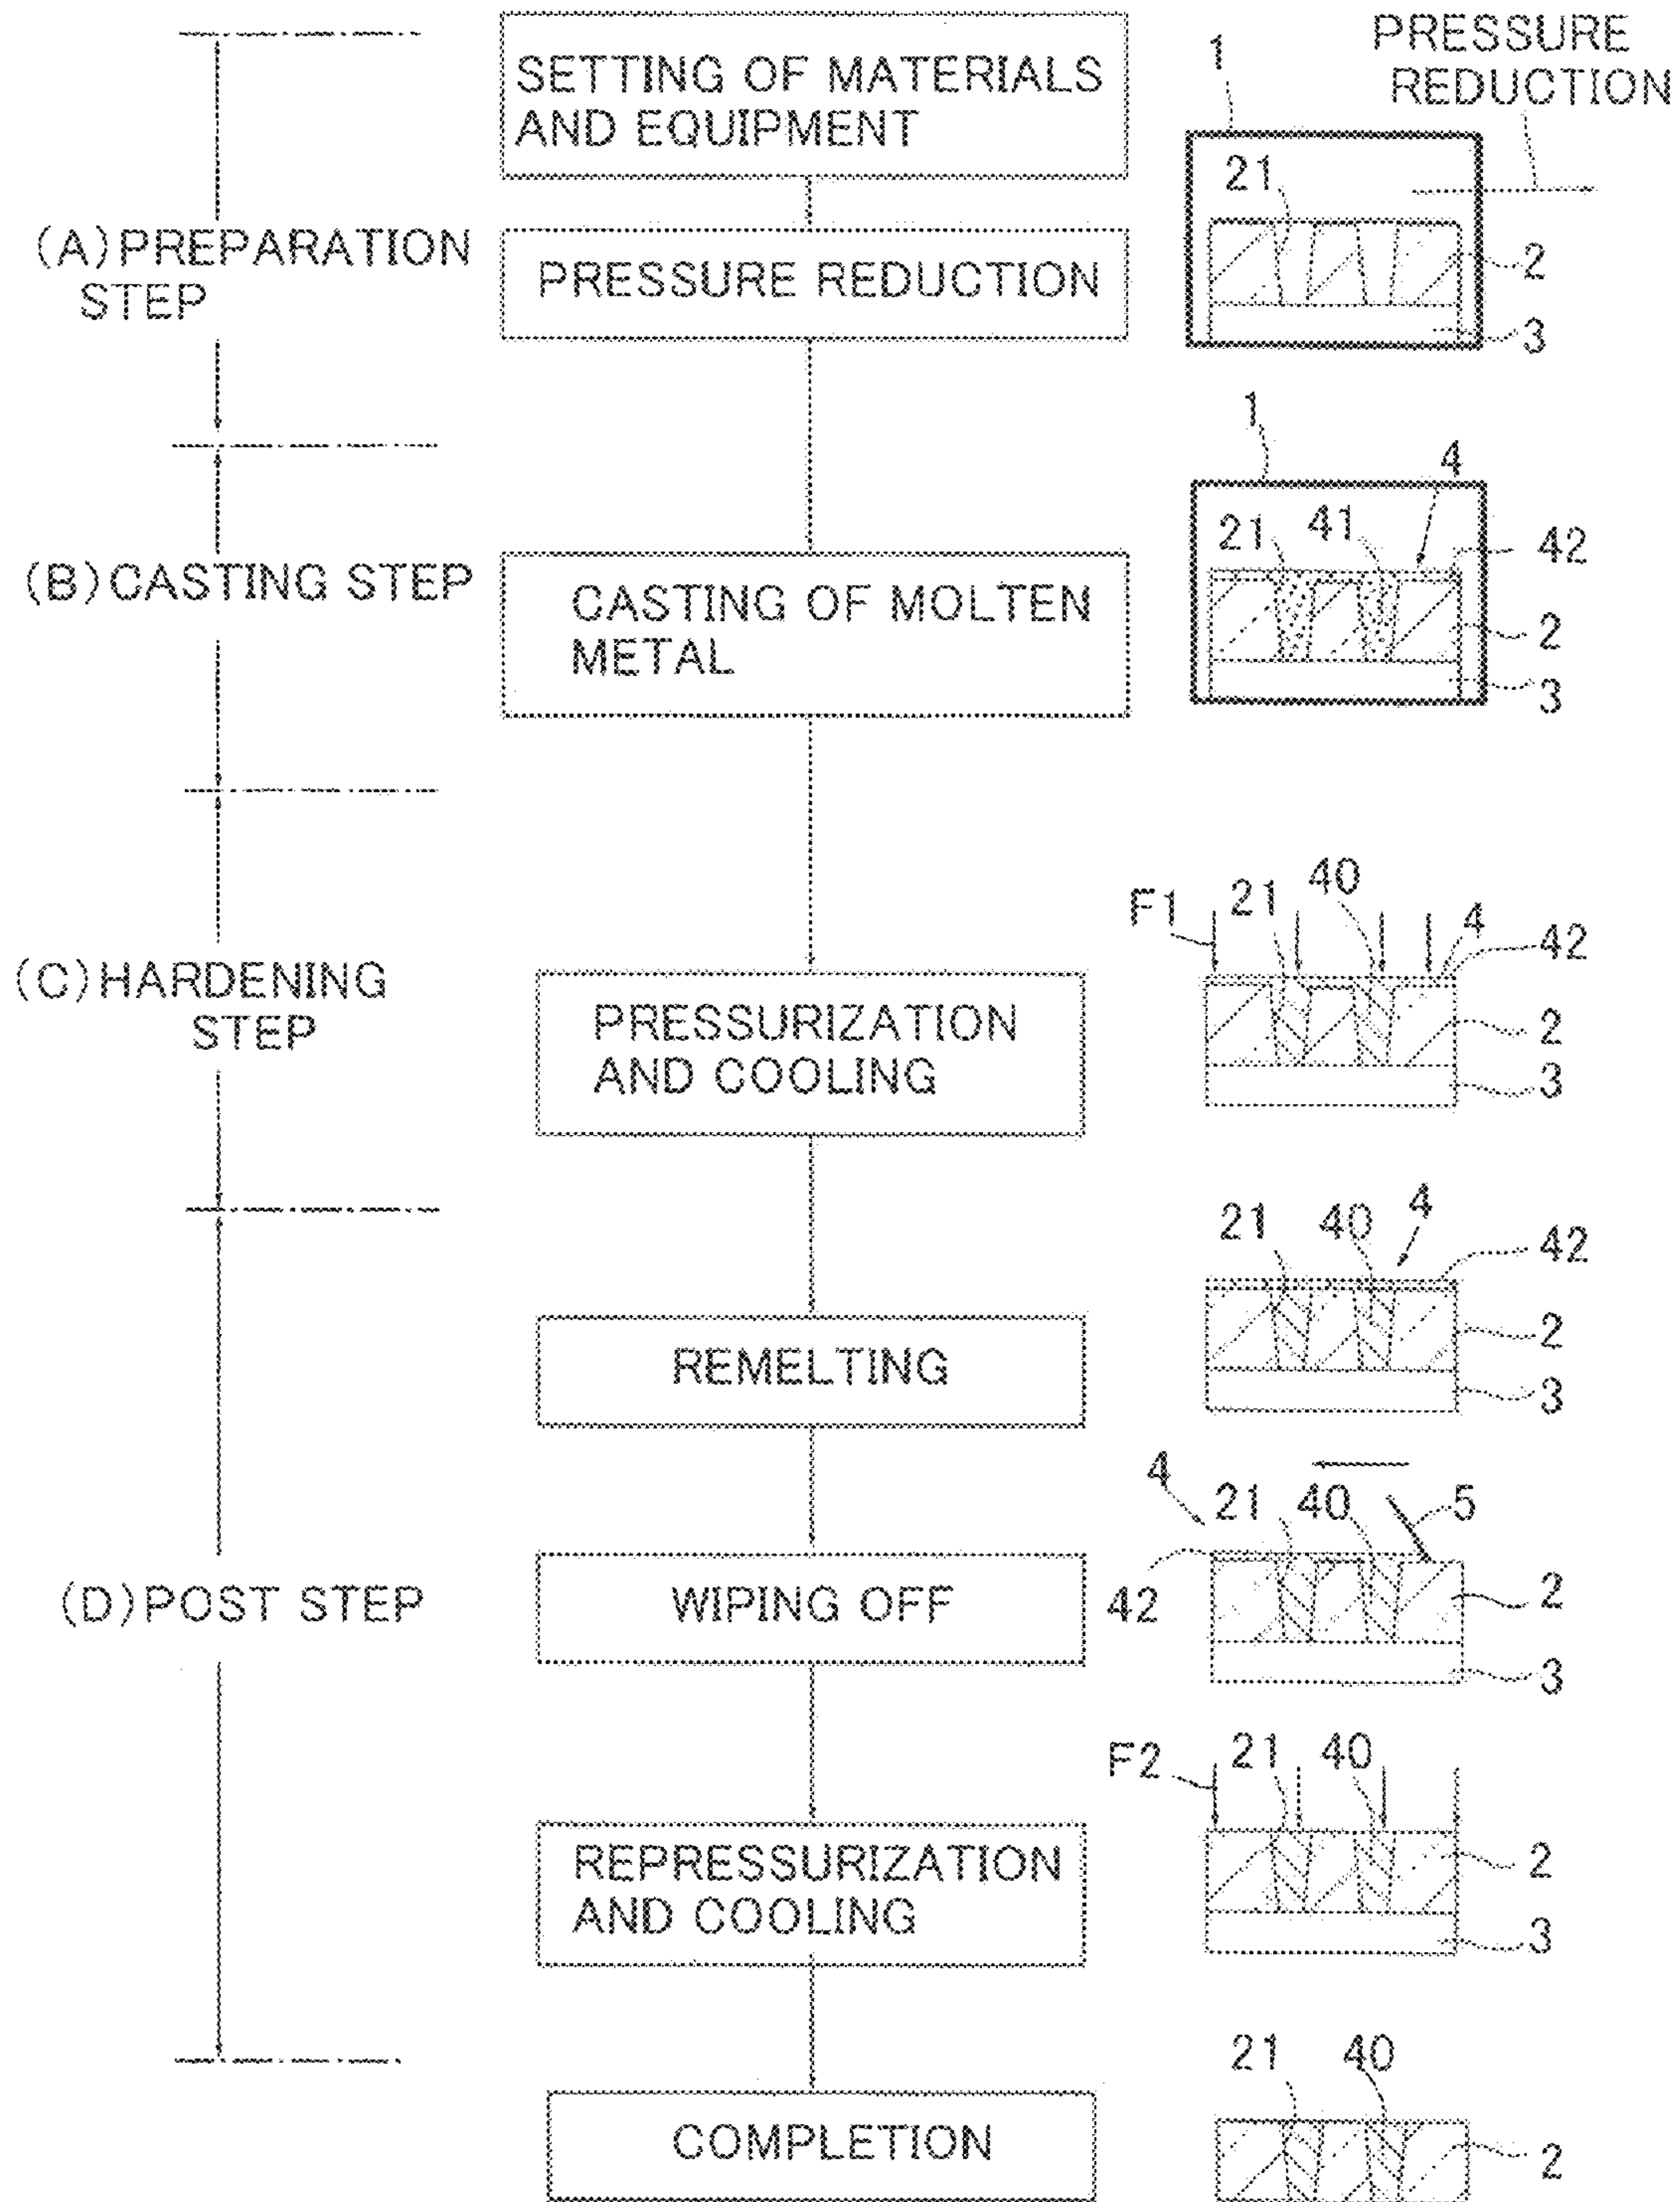 SETTING OF MATERIALS
AND EQUIPMENT
1
PRESSURE
REDUCTION
21
2
3
(A)PREPARATION
STEP
PRESSURE REDUCTION
1
4
21
41
42
2
3
(B)CASTING STEP
CASTING OF MOLTEN
METAL
F1
21
40
4
42
2
3
(C)HARDENING
STEP
PRESSURIZATION
AND COOLING
21
40
4
42
2
3
REMELTING
4
21
40
5
42
2
3
(D)POST STEP
WIPING OFF
F2
21
40
2
3
REPRESSURIZATION
AND COOLING
21
40
2
COMPLETION